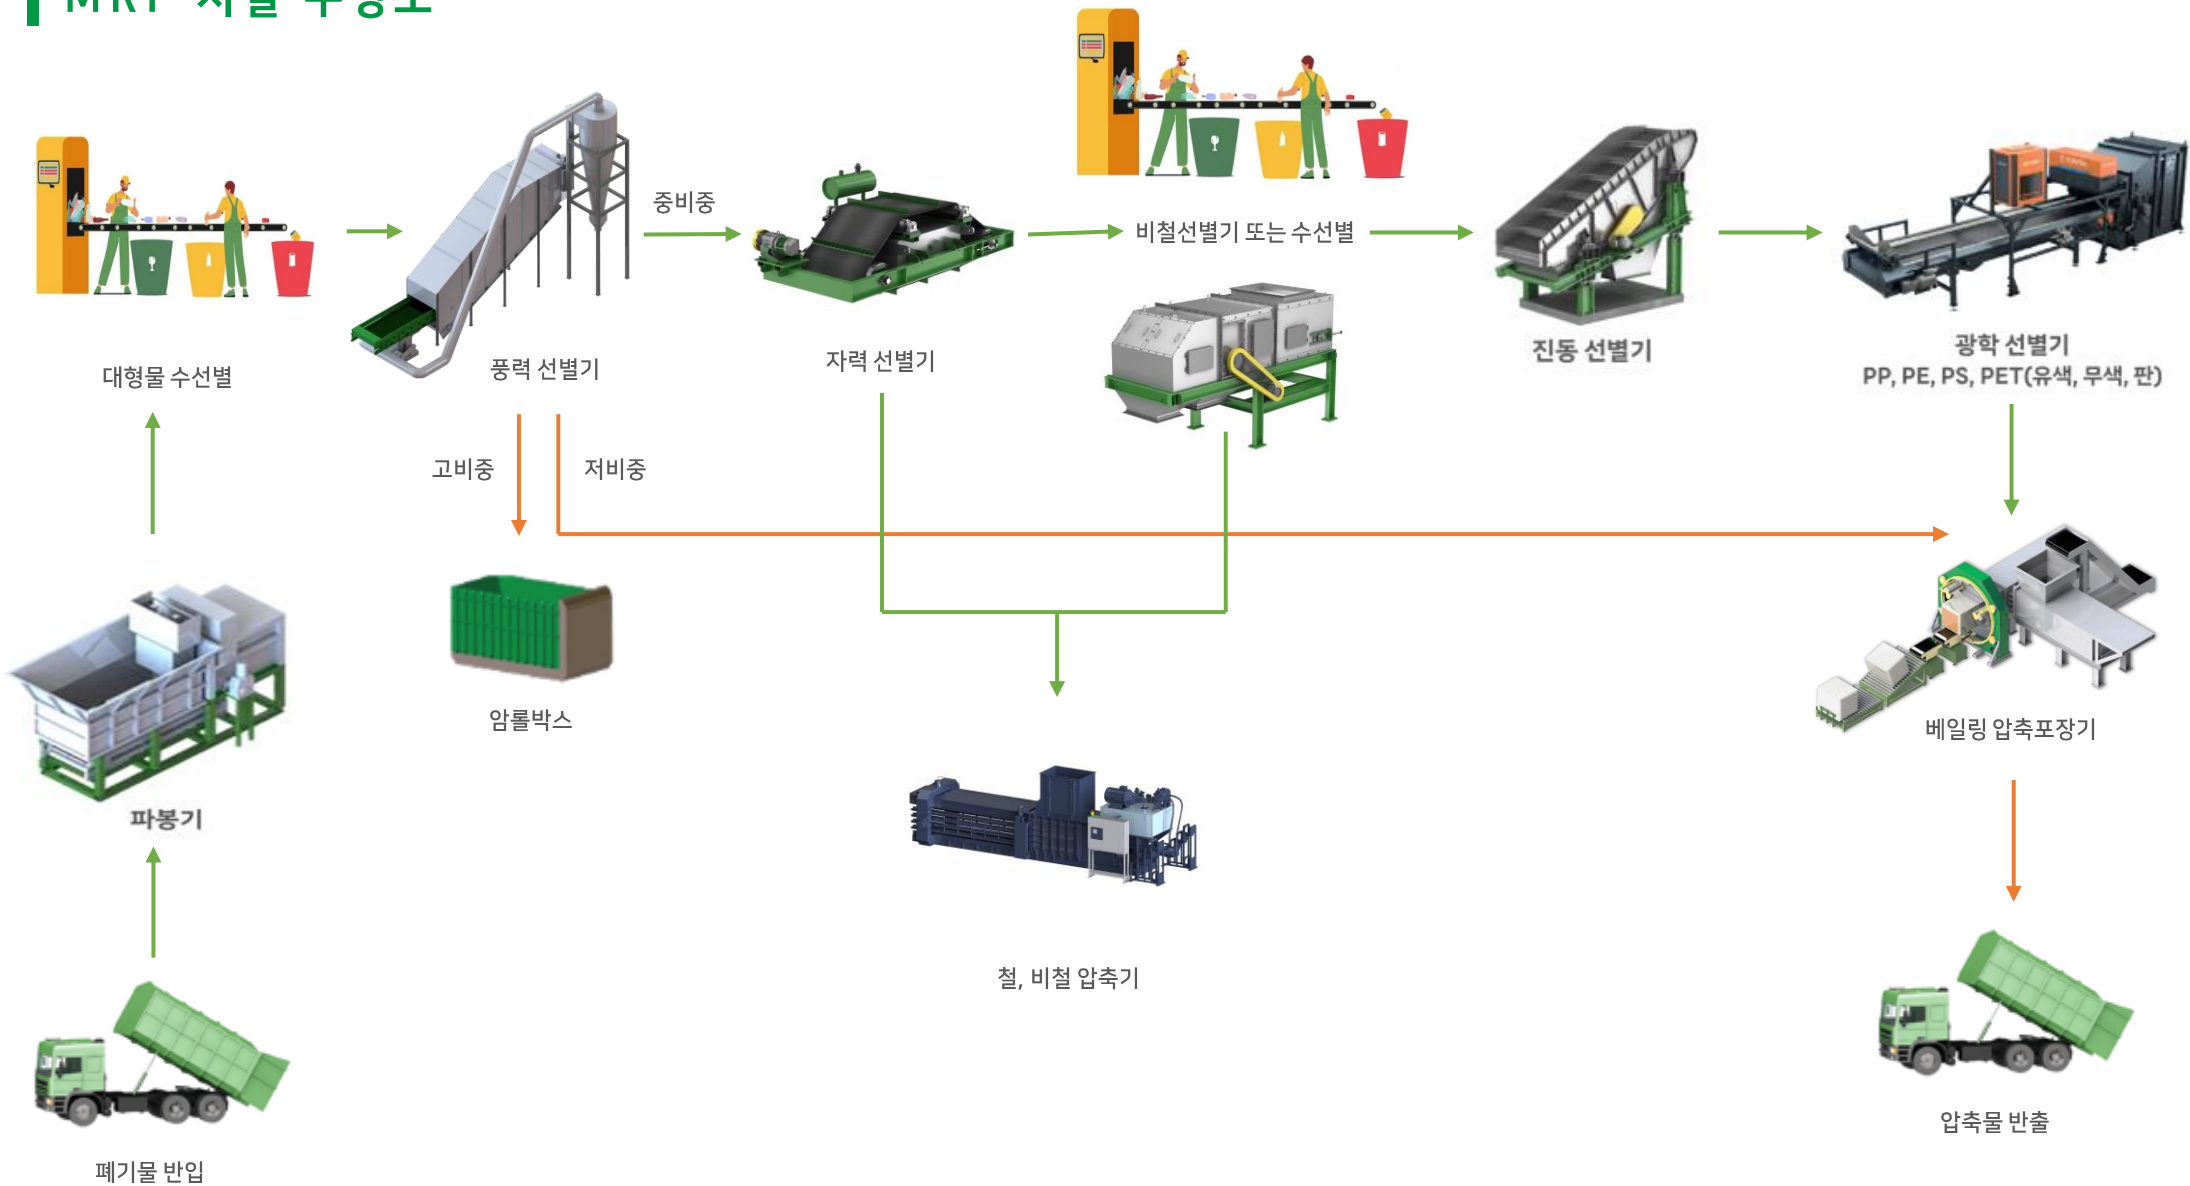 중비중
비철선별기 또는 수선별
대형물 수선별
풍력 선별기
자력 선별기
진동 선별기
광학 선별기
PP, PE, PS, PET(유색, 무색, 판)
고비중
저비중
암롤박스
베일링 압축포장기
파봉기
철, 비철 압축기
압축물 반출
폐기물 반입